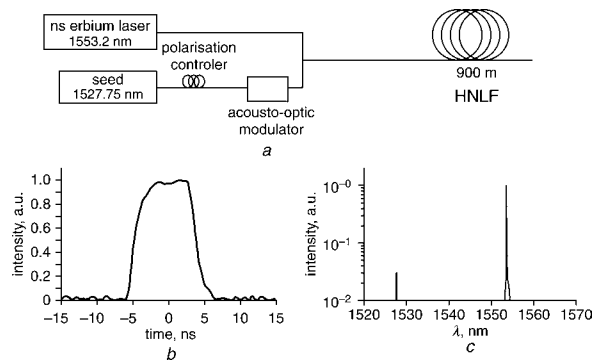 ns erbium laser
1553.2 nm
polarisation
controler
seed
1527.75 nm
acousto-optic
modulator
900 m
HNLF
a
intensity, a.u.
1.0
0.8
0.6
0.4
0.2
0
−15 −10 −5 0 5 10 15
time, ns
b
intensity, a.u.
10−0
10−1
10−2
1520 1530 1540 1550 1560 1570
λ, nm
c